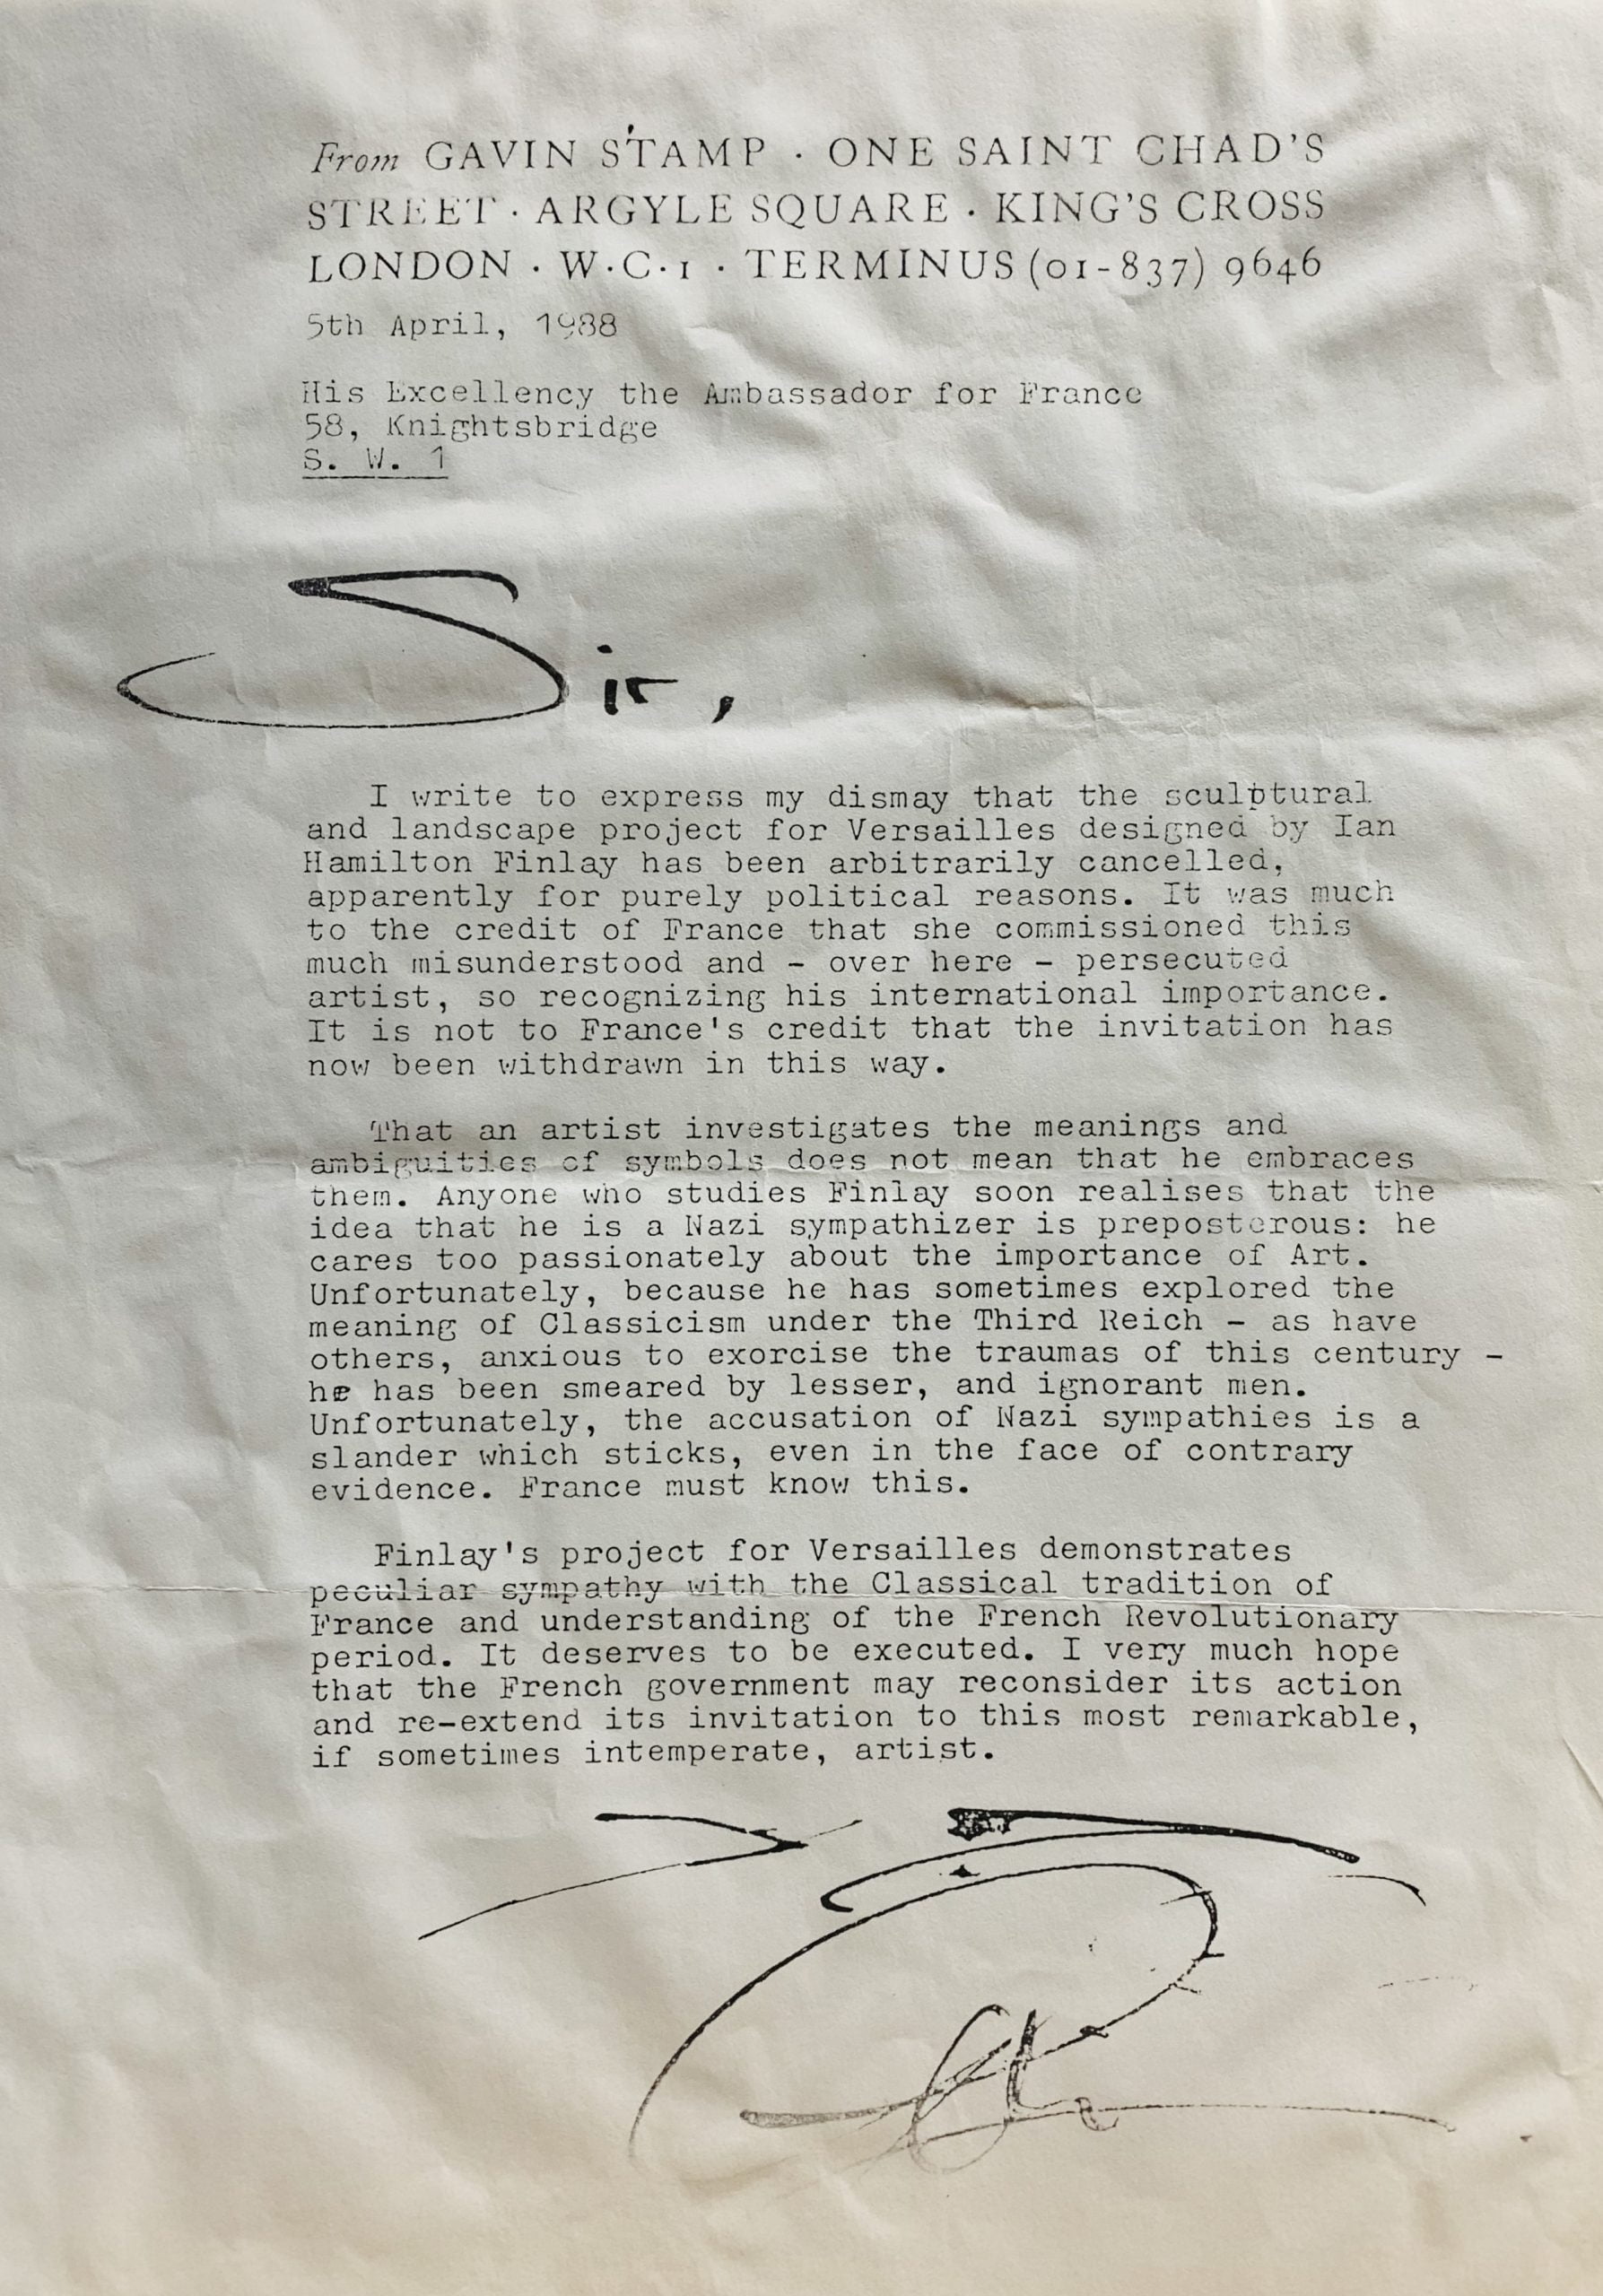 From GAVIN STAMP · ONE SAINT CHAD'S
STREET · ARGYLE SQUARE · KING'S CROSS
LONDON · W·C·1 · TERMINUS (01-837) 9646
5th April, 1988
His Excellency the Ambassador for France
58, Knightsbridge
S. W. 1
Sir,
I write to express my dismay that the sculptural
and landscape project for Versailles designed by Ian
Hamilton Finlay has been arbitrarily cancelled,
apparently for purely political reasons. It was much
to the credit of France that she commissioned this
much misunderstood and - over here - persecuted
artist, so recognizing his international importance.
It is not to France's credit that the invitation has
now been withdrawn in this way.
That an artist investigates the meanings and
ambiguities of symbols does not mean that he embraces
them. Anyone who studies Finlay soon realises that the
idea that he is a Nazi sympathizer is preposterous: he
cares too passionately about the importance of Art.
Unfortunately, because he has sometimes explored the
meaning of Classicism under the Third Reich - as have
others, anxious to exorcise the traumas of this century -
he has been smeared by lesser, and ignorant men.
Unfortunately, the accusation of Nazi sympathies is a
slander which sticks, even in the face of contrary
evidence. France must know this.
Finlay's project for Versailles demonstrates
peculiar sympathy with the Classical tradition of
France and understanding of the French Revolutionary
period. It deserves to be executed. I very much hope
that the French government may reconsider its action
and re-extend its invitation to this most remarkable,
if sometimes intemperate, artist.